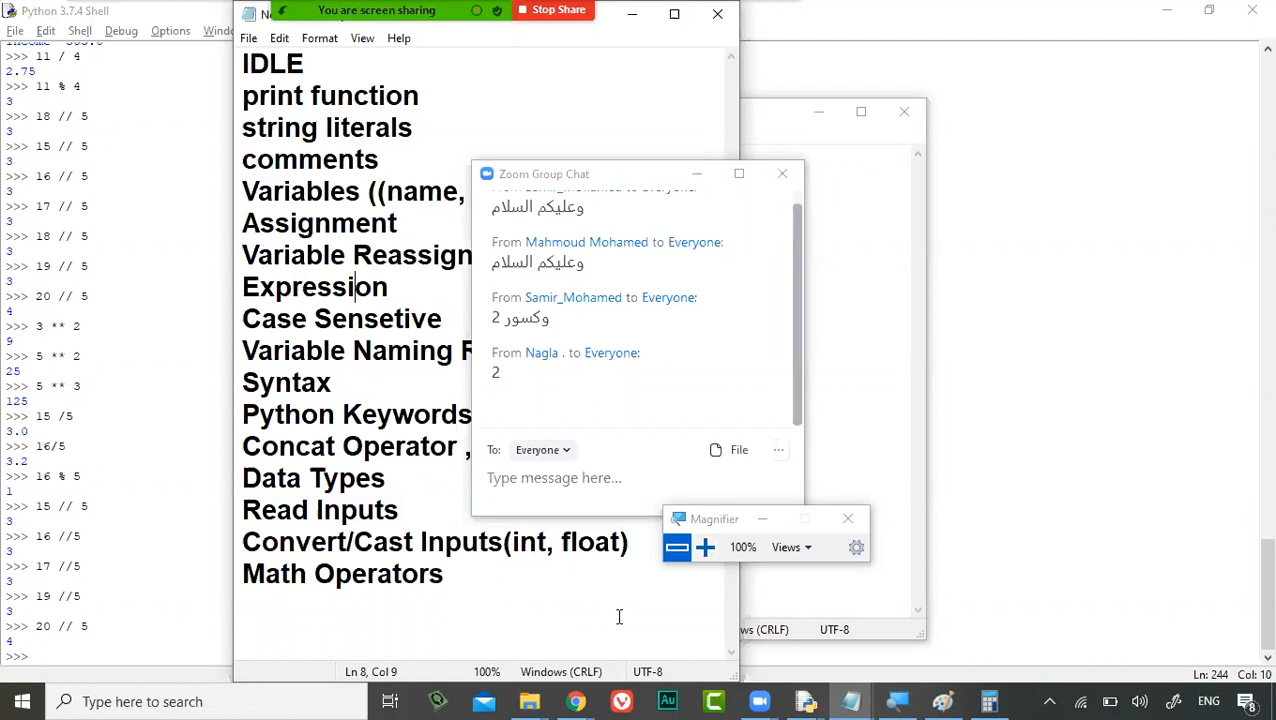 Python 3.7.4 Shell
File Edit Shell Debug Options
>>> 11 / 4
2.75
>>> 11 % 4
3
>>> 18 // 5
3
>>> 15 // 5
3
>>> 16 // 5
3
>>> 17 // 5
3
>>> 18 // 5
3
>>> 19 // 5
3
>>> 20 // 5
4
>>> 3 ** 2
9
>>> 5 ** 2
25
>>> 5 ** 3
125
>>> 15 /5
3.0
>>> 16/5
3.2
>>> 16 % 5
1
>>> 15 // 5
3
>>> 16 //5
3
>>> 17 //5
3
>>> 19 //5
3
>>> 20 // 5
4
>>>
You are screen sharing
Stop Share
File Edit Format View Help
IDLE
print function
string literals
comments
Variables ((name,
Assignment
Variable Reassign
Expression
Case Sensetive
Variable Naming
Syntax
Python Keywords
Concat Operator ,
Data Types
Read Inputs
Convert/Cast Inputs(int, float)
Math Operators
Ln 8, Col 9 100% Windows (CRLF) UTF-8
Zoom Group Chat
From Samir_Mohamed to Everyone:
وعليكم السلام
From Mahmoud Mohamed to Everyone:
وعليكم السلام
From Samir_Mohamed to Everyone:
2 وكسور
From Nagla . to Everyone:
2
To: Everyone File
Type message here...
Magnifier
100% Views
(CRLF) UTF-8
Ln: 244 Col: 10
Type here to search
Au
ENG
8